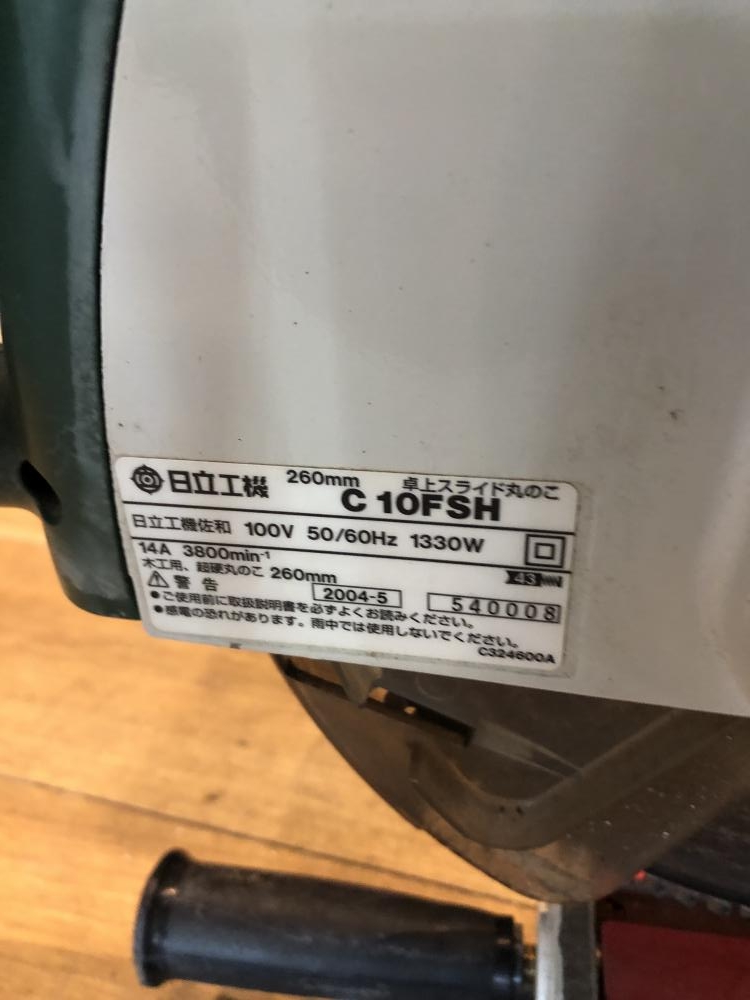 日立工機 260mm 卓上スライド丸のこ
C 10FSH
日立工機佐和 100V 50/60Hz 1330W
14A 3800min⁻¹
木工用、超硬丸のこ 260mm 43
⚠ 警告 2004-5 540008
●ご使用前に取扱説明書を必ずよくお読みください。
●感電の恐れがあります。雨中では使用しないでください。
C324600A